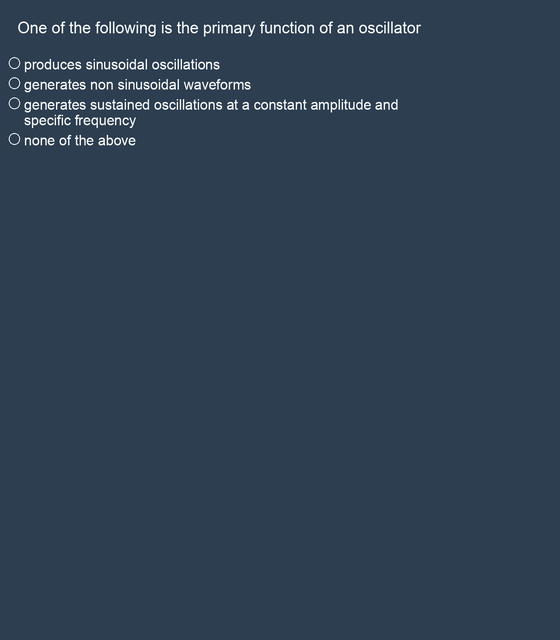 One of the following is the primary function of an oscillator
produces sinusoidal oscillations
generates non sinusoidal waveforms
generates sustained oscillations at a constant amplitude and
specific frequency
none of the above